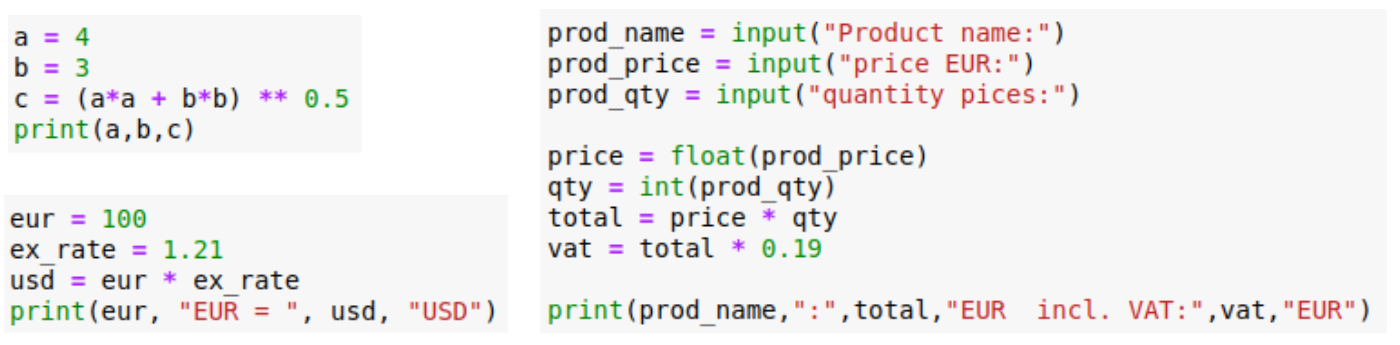 a = 4
b = 3
c = (a*a + b*b) ** 0.5
print(a,b,c)
eur = 100
ex_rate = 1.21
usd = eur * ex_rate
print(eur, "EUR = ", usd, "USD")
prod_name = input("Product name:")
prod_price = input("price EUR:")
prod_qty = input("quantity pices:")
price = float(prod_price)
qty = int(prod_qty)
total = price * qty
vat = total * 0.19
print(prod_name,":",total,"EUR  incl. VAT:",vat,"EUR")